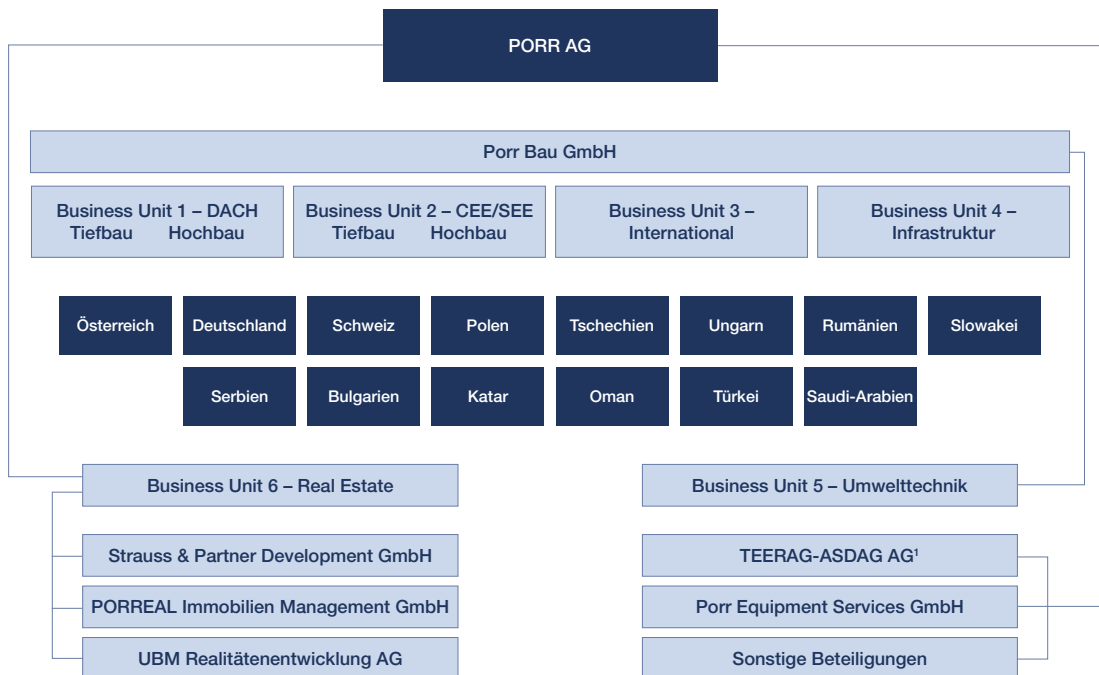 PORR AG
Porr Bau GmbH
Business Unit 1 – DACH
Tiefbau Hochbau
Business Unit 2 – CEE/SEE
Tiefbau Hochbau
Business Unit 3 –
International
Business Unit 4 –
Infrastruktur
Österreich
Deutschland
Schweiz
Polen
Tschechien
Ungarn
Rumänien
Slowakei
Serbien
Bulgarien
Katar
Oman
Türkei
Saudi-Arabien
Business Unit 6 – Real Estate
Strauss & Partner Development GmbH
PORREAL Immobilien Management GmbH
UBM Realitätenentwicklung AG
Business Unit 5 – Umwelttechnik
TEERAG-ASDAG AG¹
Porr Equipment Services GmbH
Sonstige Beteiligungen